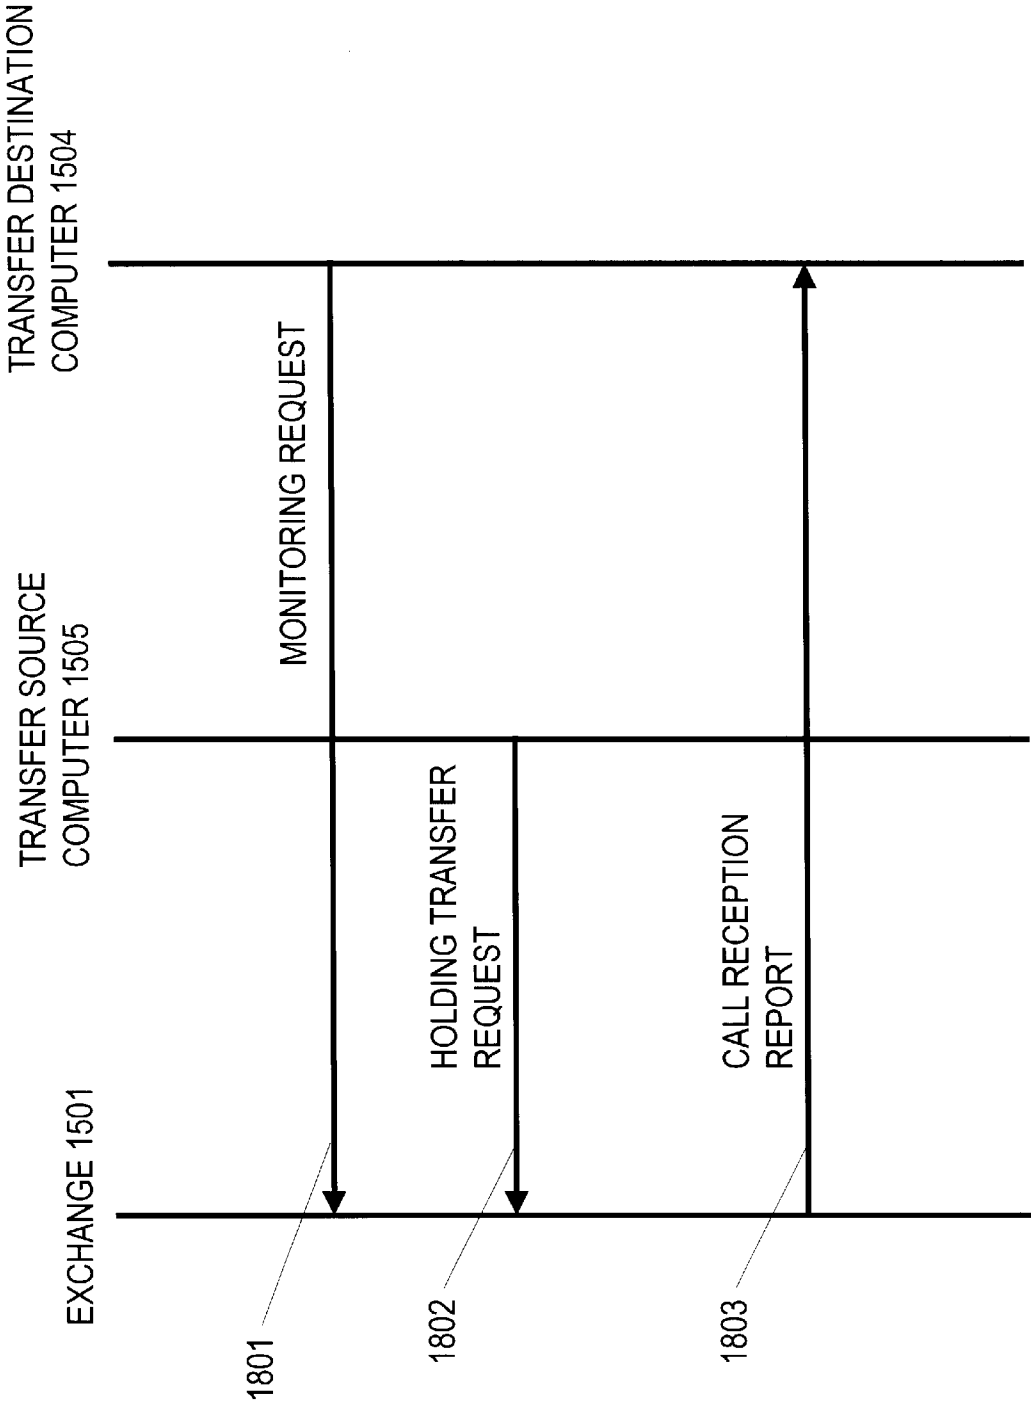 EXCHANGE 1501
TRANSFER SOURCE
COMPUTER 1505
TRANSFER DESTINATION
COMPUTER 1504
1801
MONITORING REQUEST
1802
HOLDING TRANSFER
REQUEST
1803
CALL RECEPTION
REPORT